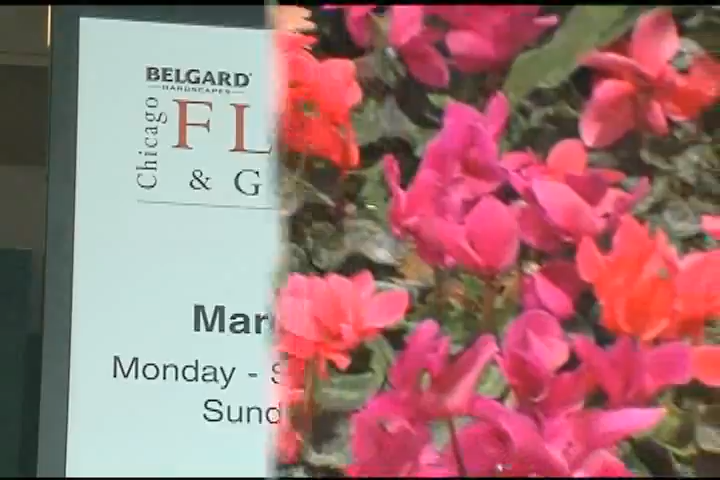 BELGARD
HARDSCAPES
Chicago
FL
& G
Mar
Monday - S
Sund